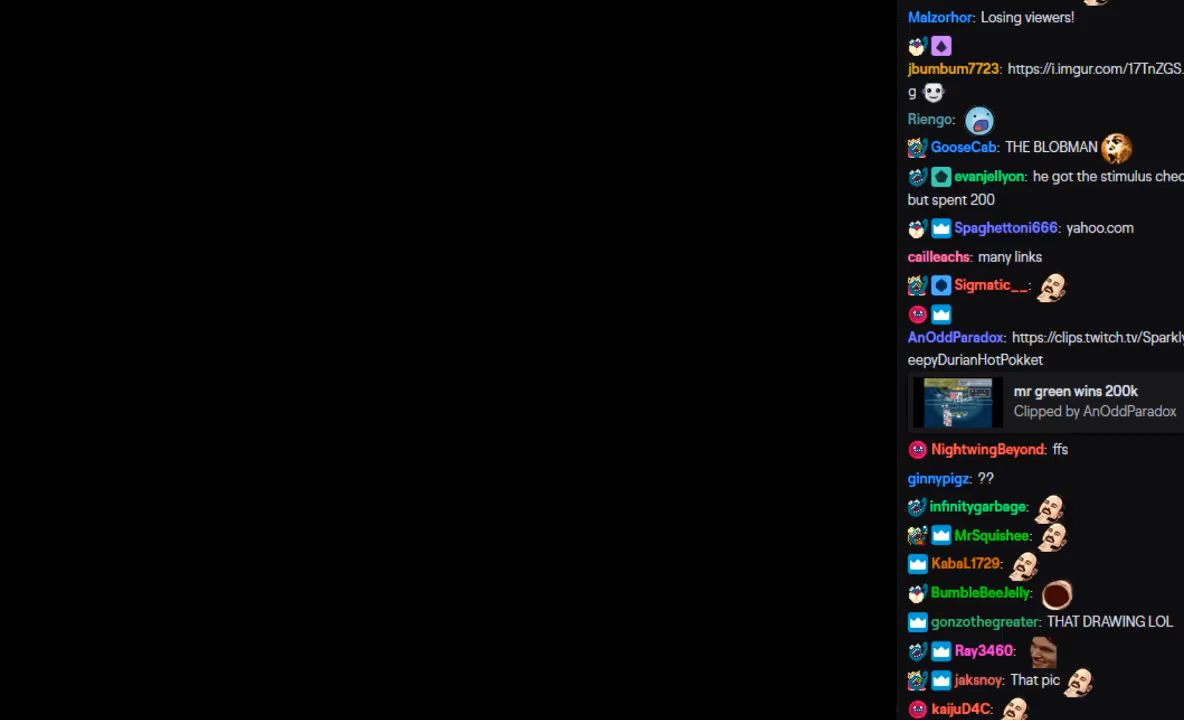 Malzorhor: Losing viewers!
jbumbum7723: https://i.imgur.com/17TnZGS.
g
Riengo:
GooseCab: THE BLOBMAN
evanjellyon: he got the stimulus chec
but spent 200
Spaghettoni666: yahoo.com
cailleachs: many links
Sigmatic__:
AnOddParadox: https://clips.twitch.tv/Sparkly
eepyDurianHotPokket
mr green wins 200k
Clipped by AnOddParadox
NightwingBeyond: ffs
ginnypigz: ??
infinitygarbage:
MrSquishee:
KabaL1729:
BumbleBeeJelly:
gonzothegreater: THAT DRAWING LOL
Ray3460:
jaksnoy: That pic
kaijuD4C: